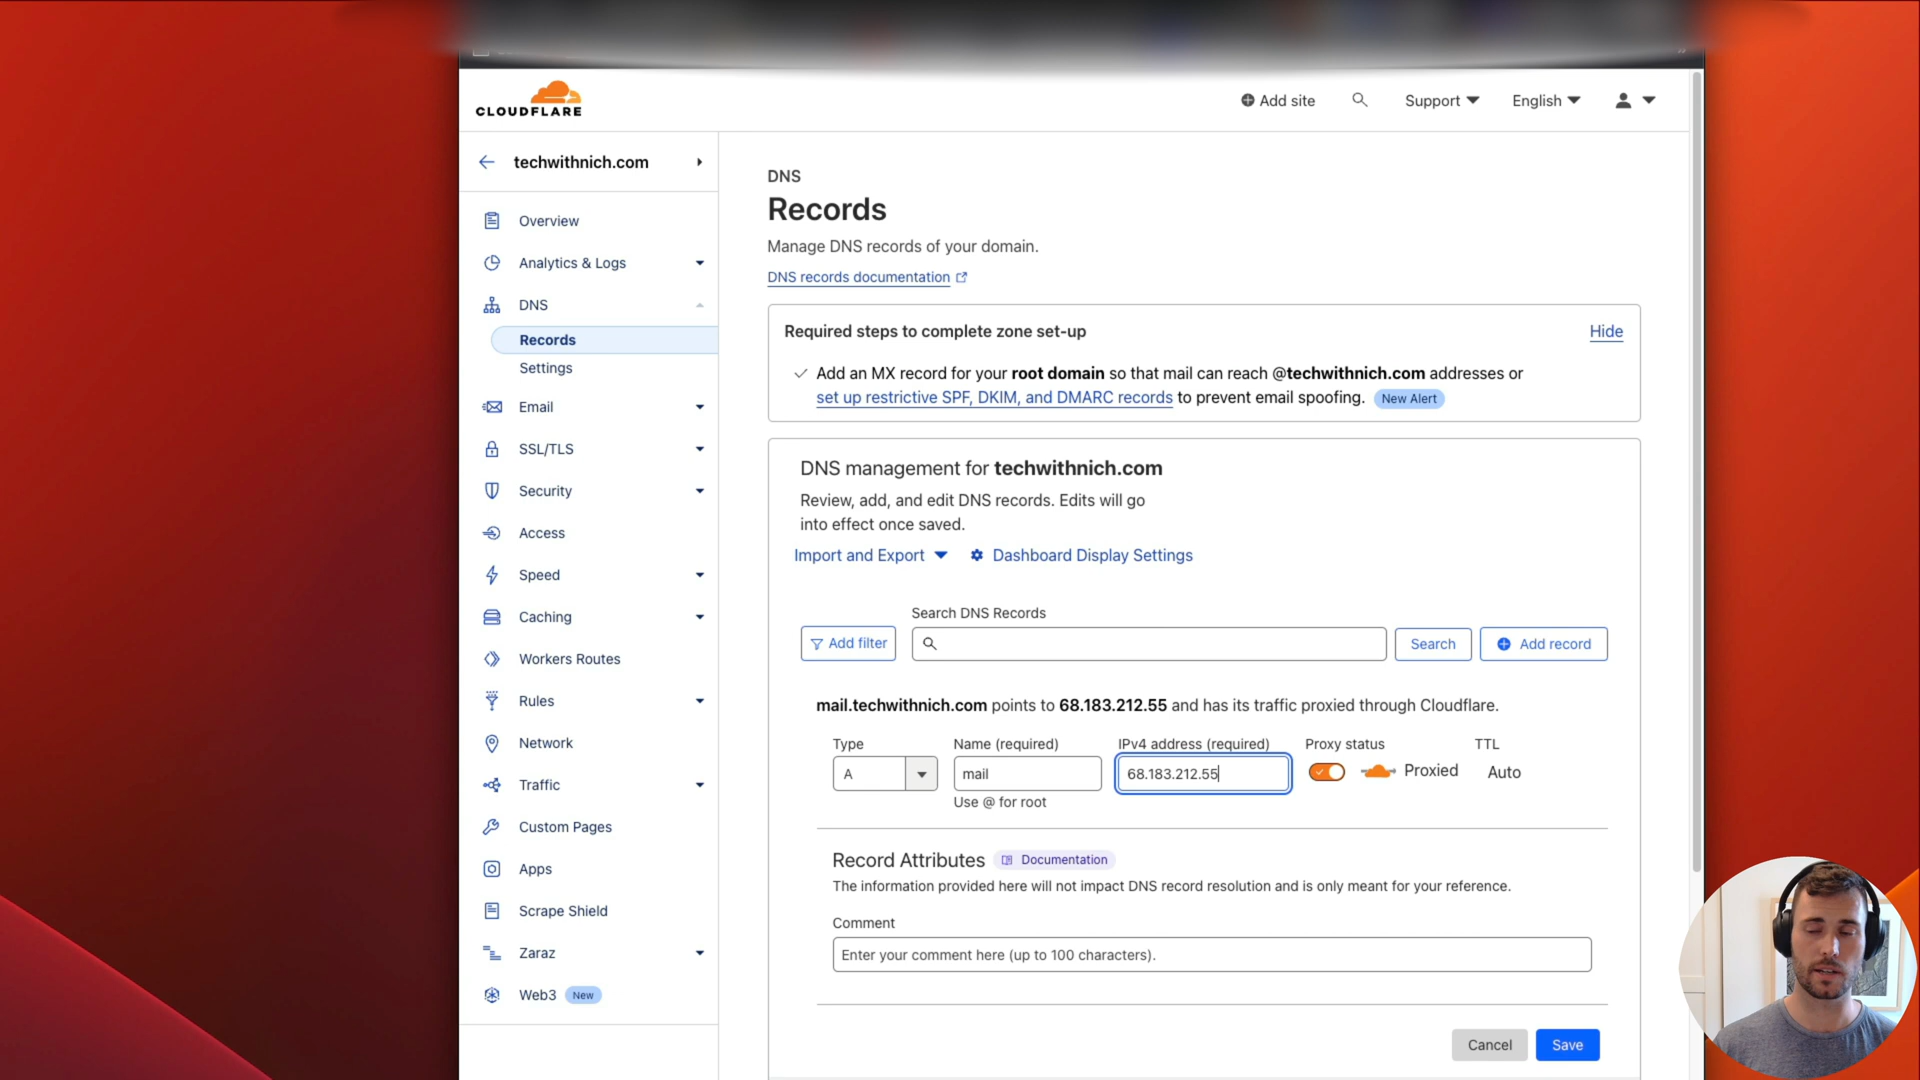 CLOUDFLARE
Add site
Support
English
techwithnich.com
Overview
Analytics & Logs
DNS
Records
Settings
Email
SSL/TLS
Security
Access
Speed
Caching
Workers Routes
Rules
Network
Traffic
Custom Pages
Apps
Scrape Shield
Zaraz
Web3 New
DNS
Records
Manage DNS records of your domain.
DNS records documentation
Required steps to complete zone set-up
Hide
Add an MX record for your root domain so that mail can reach @techwithnich.com addresses or
set up restrictive SPF, DKIM, and DMARC records to prevent email spoofing. New Alert
DNS management for techwithnich.com
Review, add, and edit DNS records. Edits will go
into effect once saved.
Import and Export Dashboard Display Settings
Search DNS Records
Add filter
Search
Add record
mail.techwithnich.com points to 68.183.212.55 and has its traffic proxied through Cloudflare.
Type Name (required) IPv4 address (required) Proxy status TTL
A mail 68.183.212.55 Proxied Auto
Use @ for root
Record Attributes Documentation
The information provided here will not impact DNS record resolution and is only meant for your reference.
Comment
Enter your comment here (up to 100 characters).
Cancel Save